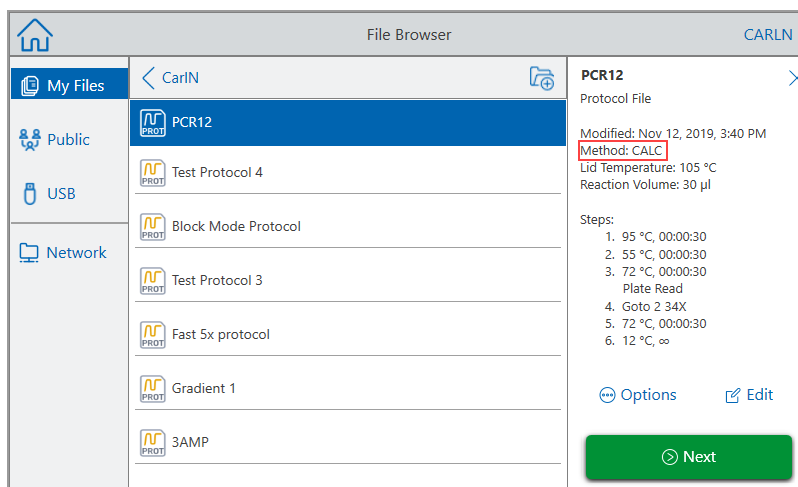 File Browser
CARLN
My Files
Public
USB
Network
CarIN
PROT PCR12
PROT Test Protocol 4
PROT Block Mode Protocol
PROT Test Protocol 3
PROT Fast 5x protocol
PROT Gradient 1
PROT 3AMP
PCR12
Protocol File
Modified: Nov 12, 2019, 3:40 PM
Method: CALC
Lid Temperature: 105 °C
Reaction Volume: 30 µl
Steps:
1. 95 °C, 00:00:30
2. 55 °C, 00:00:30
3. 72 °C, 00:00:30
Plate Read
4. Goto 2 34X
5. 72 °C, 00:00:30
6. 12 °C, ∞
Options
Edit
Next